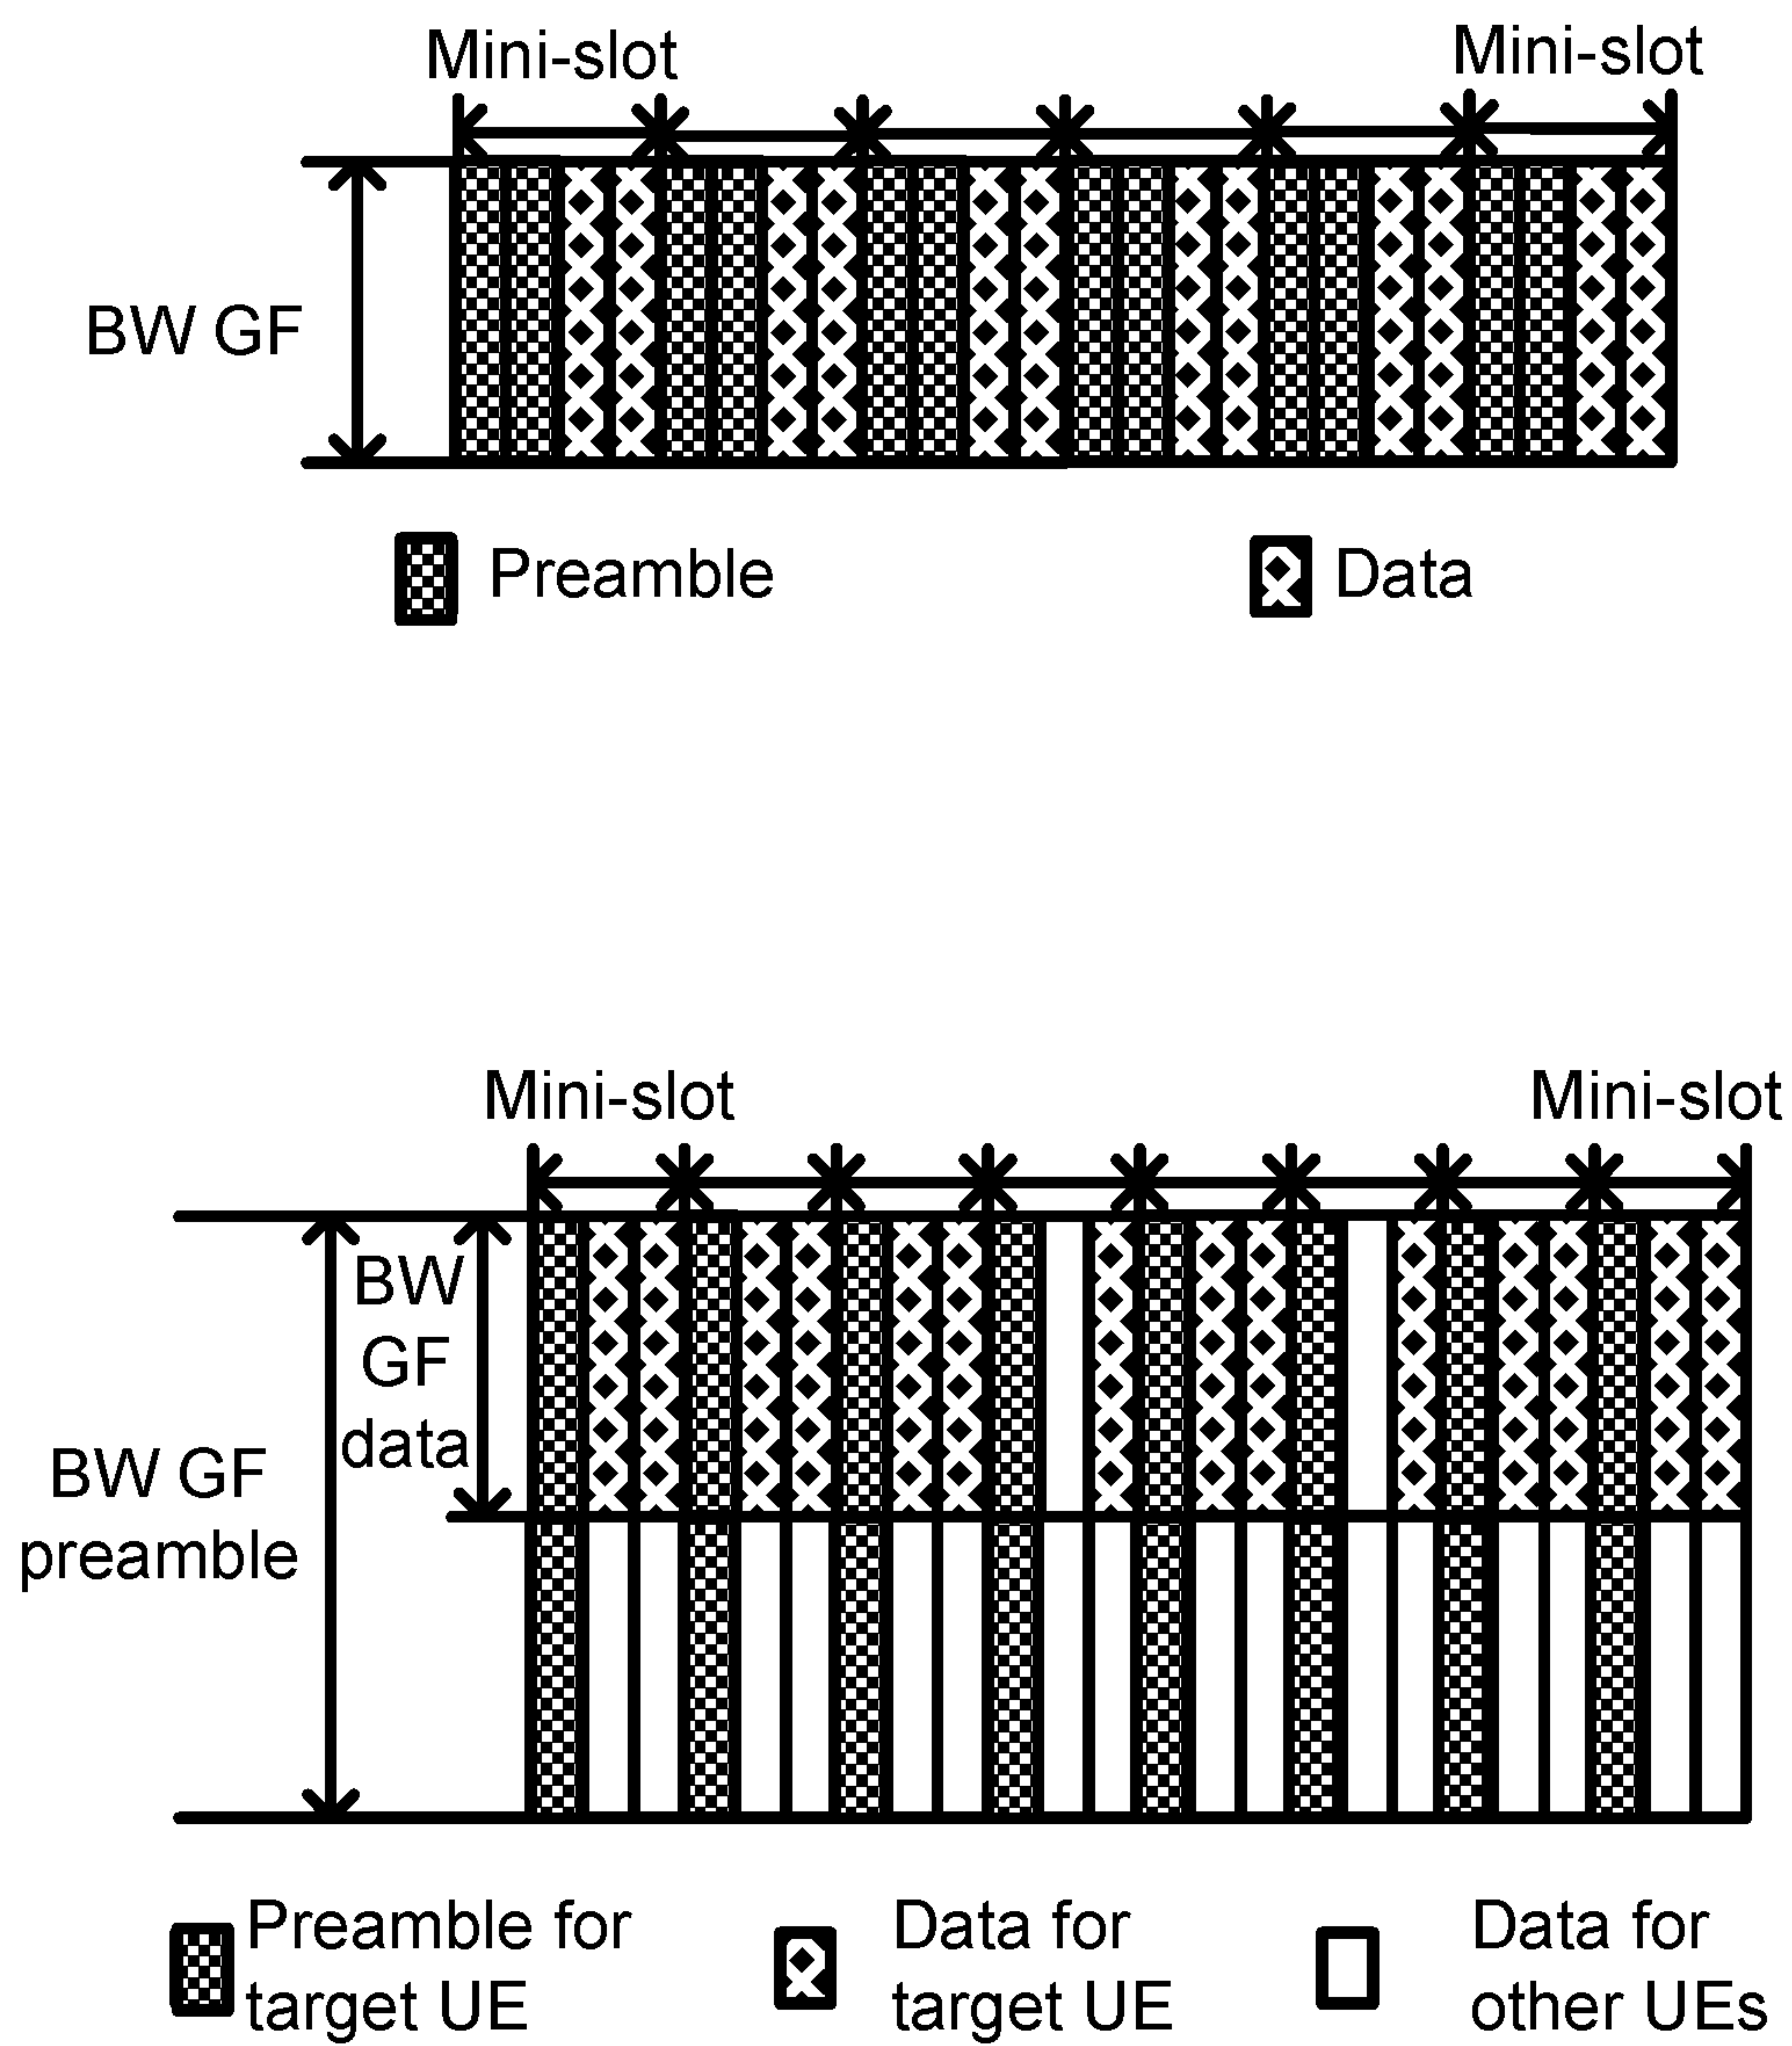 Mini-slot
Mini-slot
BW GF
Preamble
Data
Mini-slot
Mini-slot
BW
GF
data
BW GF
preamble
Preamble for
target UE
Data for
target UE
Data for
other UEs